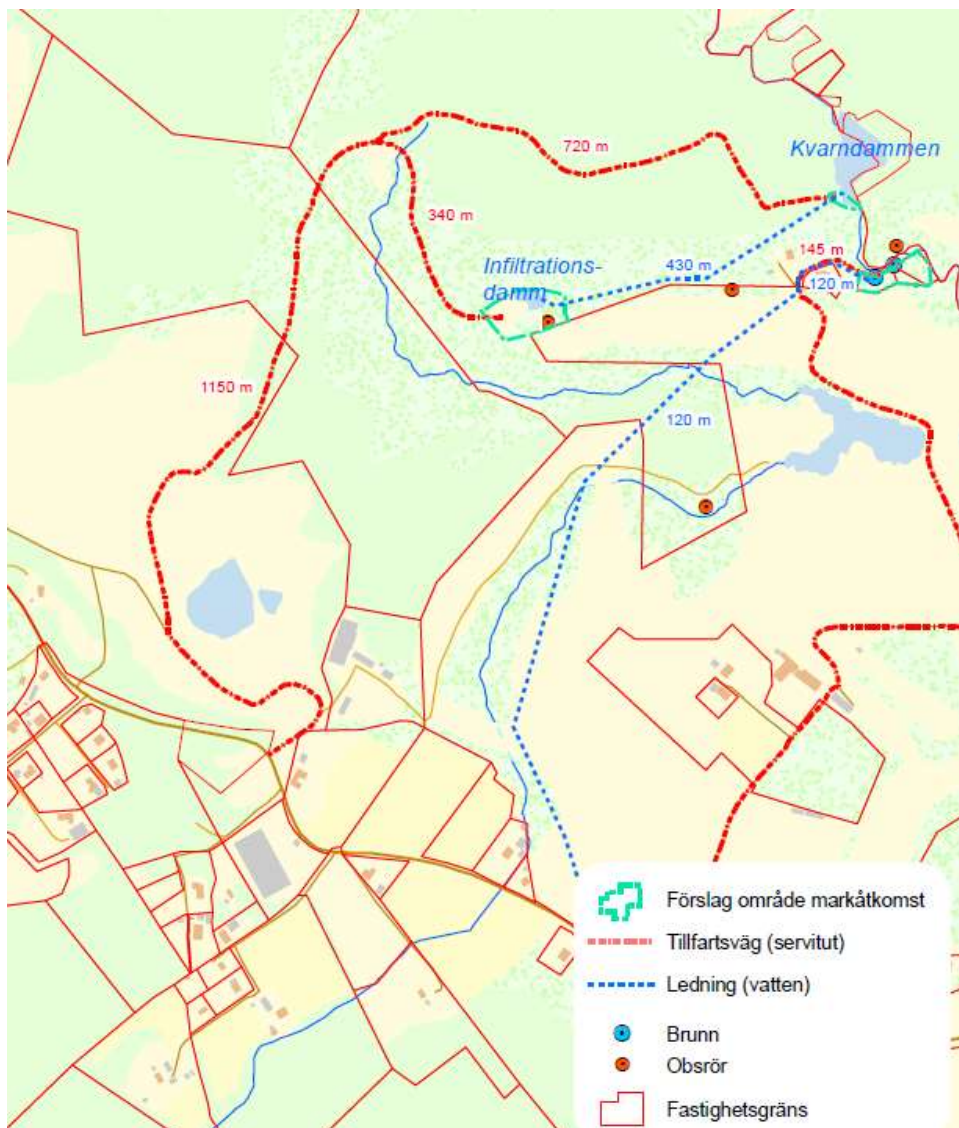 720 m
Kvarndammen
340 m
145 m
Infiltrations-
damm
430 m
120 m
1150 m
120 m
Förslag område markåtkomst
Tillfartsväg (servitut)
Ledning (vatten)
Brunn
Obsrör
Fastighetsgräns